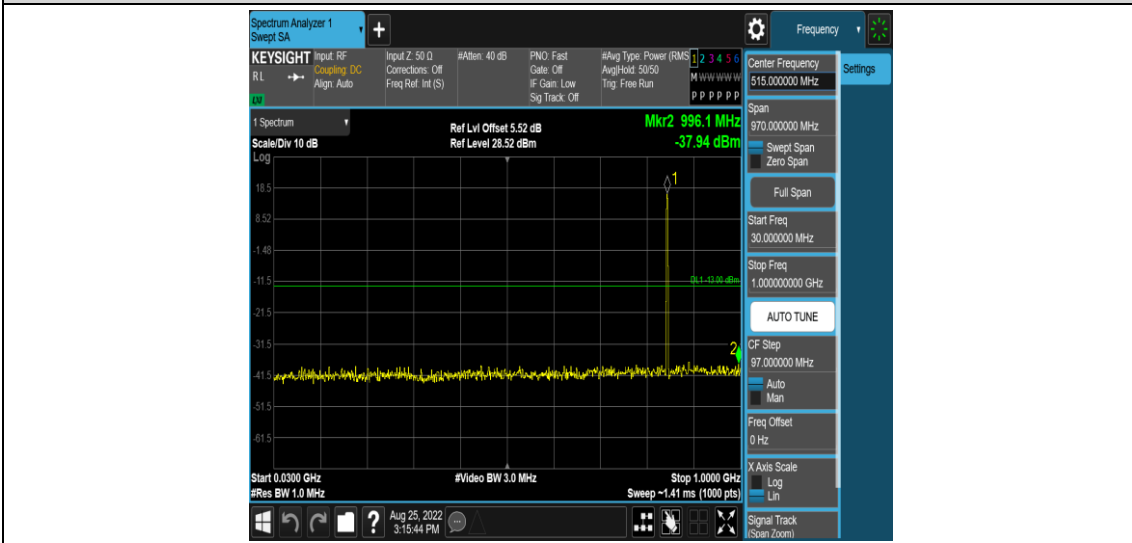 Spectrum Analyzer 1
Swept SA
+
Frequency
KEYSIGHT
RL
LXI
Input: RF
Coupling: DC
Align: Auto
Input Z: 50 Ω
Corrections: Off
Freq Ref: Int (S)
#Atten: 40 dB
PNO: Fast
Gate: Off
IF Gain: Low
Sig Track: Off
#Avg Type: Power (RMS
Avg|Hold: 50/50
Trig: Free Run
1 2 3 4 5 6
M W W W W W
P P P P P P
1 Spectrum
Scale/Div 10 dB
Log
Ref Lvl Offset 5.52 dB
Ref Level 28.52 dBm
Mkr2 996.1 MHz
-37.94 dBm
1
18.5
8.52
-1.48
-11.5
DL1 -13.00 dBm
-21.5
-31.5
2
-41.5
-51.5
-61.5
Start 0.0300 GHz
#Res BW 1.0 MHz
#Video BW 3.0 MHz
Stop 1.0000 GHz
Sweep ~1.41 ms (1000 pts)
?
Aug 25, 2022
3:15:44 PM
Center Frequency
515.000000 MHz
Settings
Span
970.000000 MHz
Swept Span
Zero Span
Full Span
Start Freq
30.000000 MHz
Stop Freq
1.000000000 GHz
AUTO TUNE
CF Step
97.000000 MHz
Auto
Man
Freq Offset
0 Hz
X Axis Scale
Log
Lin
Signal Track
(Span Zoom)